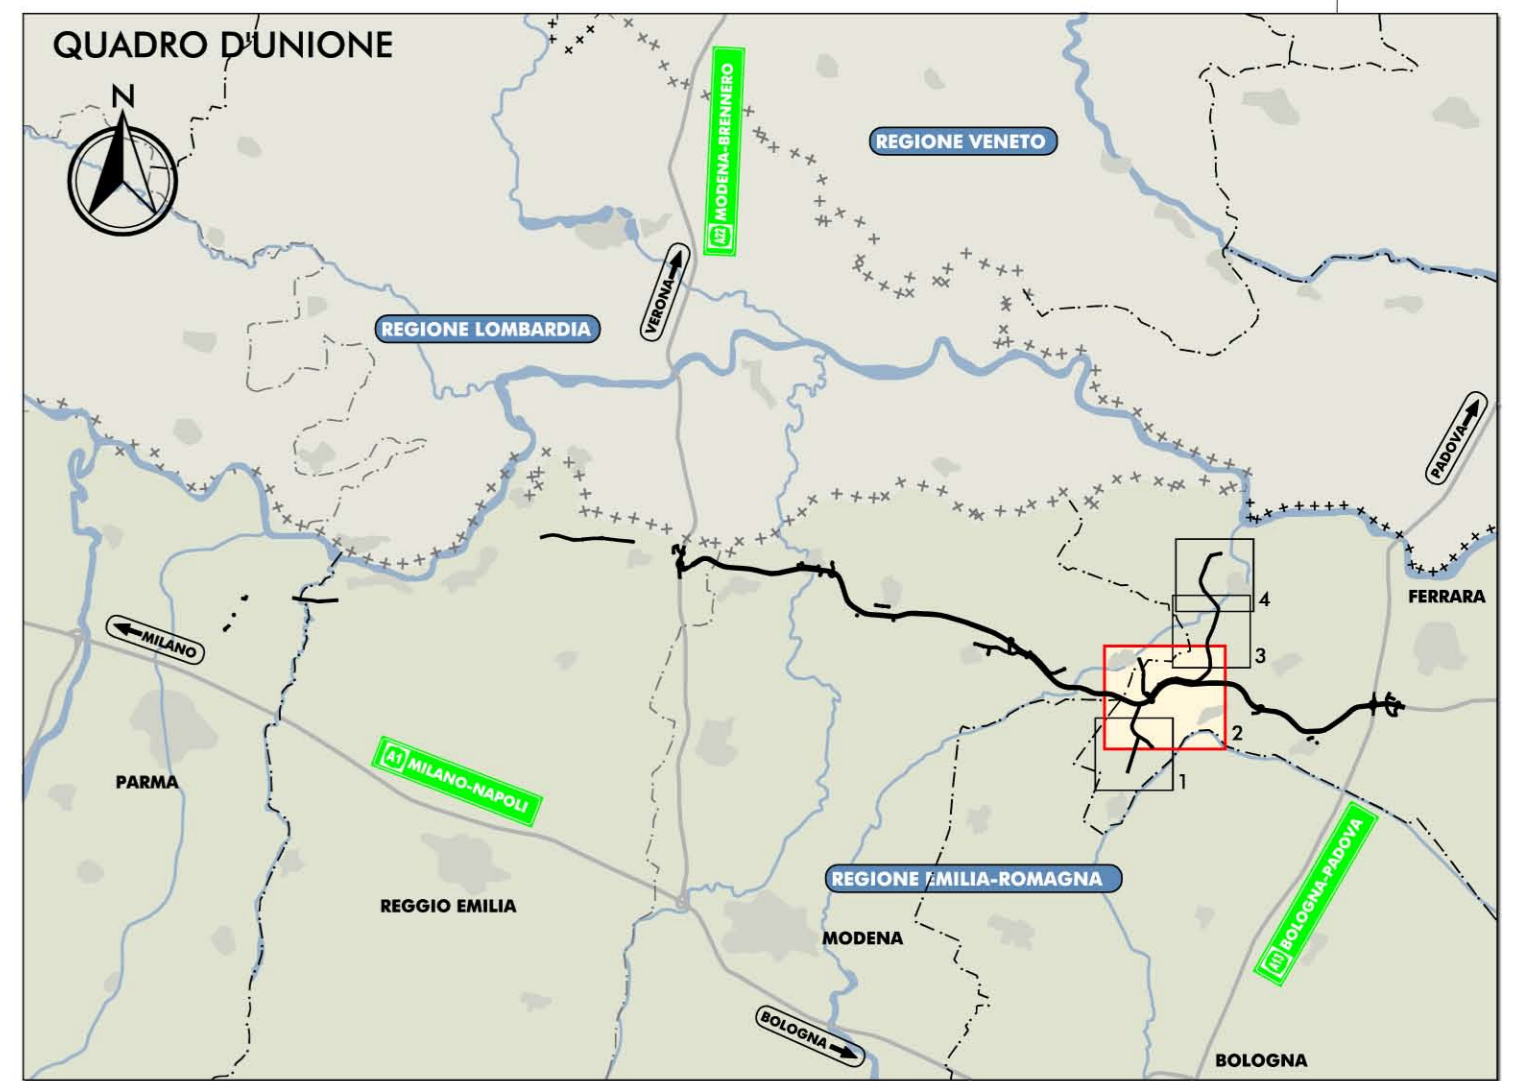 QUADRO D'UNIONE
N
A22 MODENA-BRENNERO
REGIONE VENETO
VERONA
REGIONE LOMBARDIA
PADOVA
4
FERRARA
MILANO
3
2
PARMA
A1 MILANO-NAPOLI
1
A13 BOLOGNA-PADOVA
REGIONE EMILIA-ROMAGNA
REGGIO EMILIA
MODENA
BOLOGNA
BOLOGNA